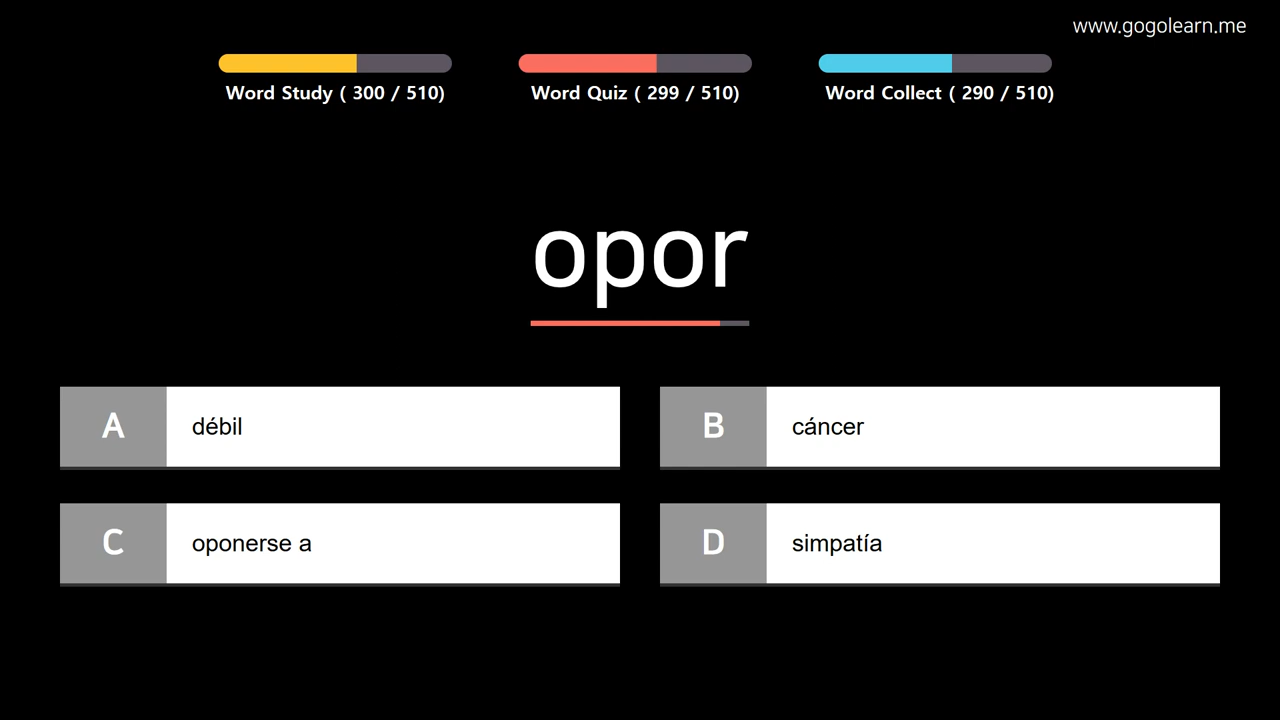 www.gogolearn.me
Word Study ( 300 / 510)
Word Quiz ( 299 / 510)
Word Collect ( 290 / 510)
opor
A débil
B cáncer
C oponerse a
D simpatía